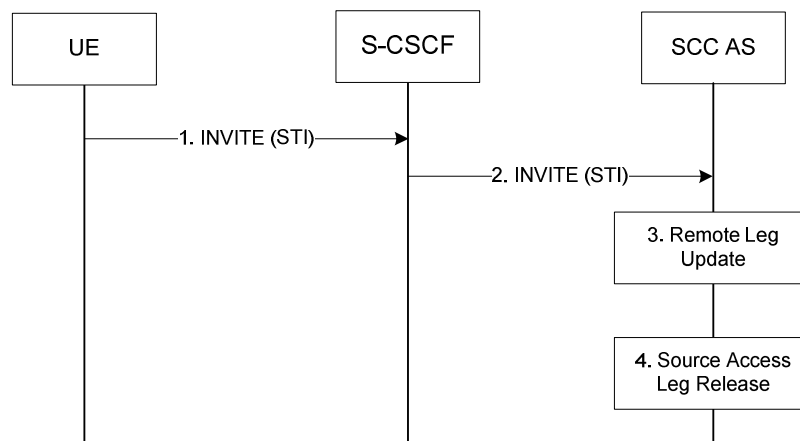 UE
S-CSCF
SCC AS
1. INVITE (STI)
2. INVITE (STI)
3. Remote Leg
Update
4. Source Access
Leg Release